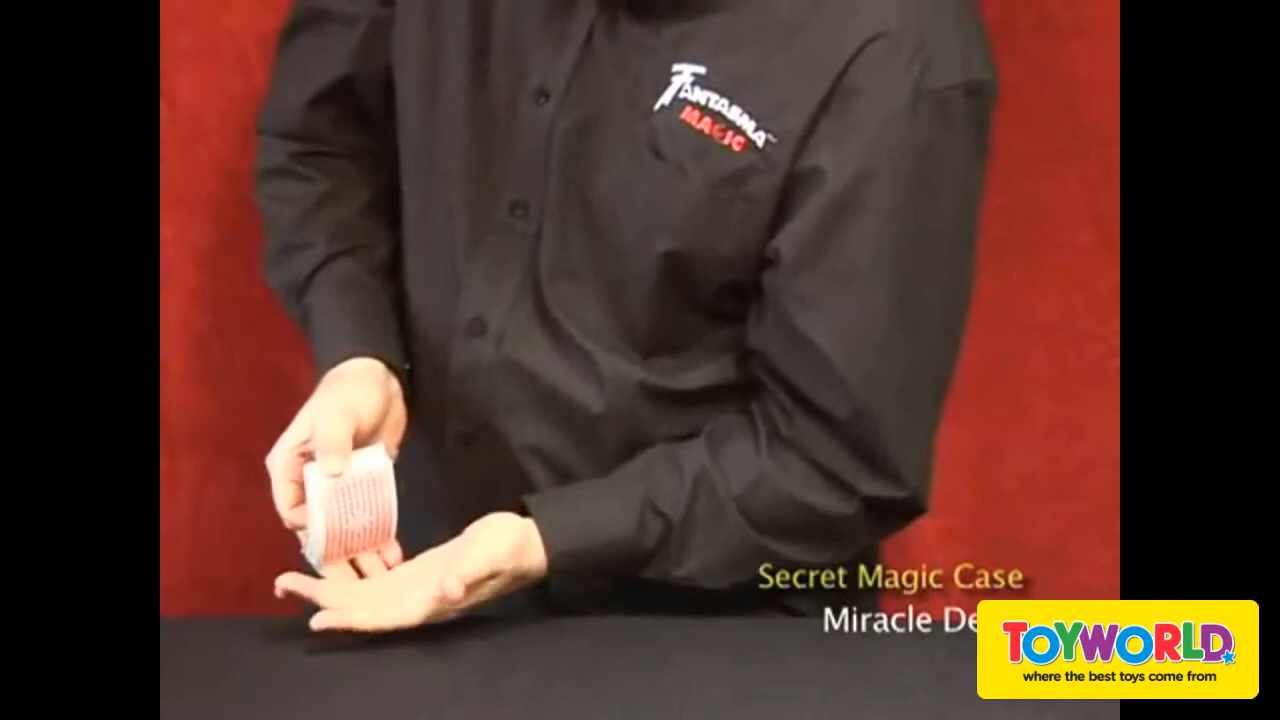 FANTASMA
MAGIC
Secret Magic Case
Miracle De
TOYWORLD
where the best toys come from